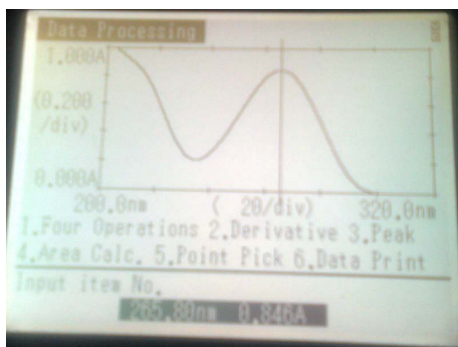 Data Processing
1.000A
(0.200
/div)
0.000A
200.0nm ( 20/div) 320.0nm
1.Four Operations 2.Derivative 3.Peak
4.Area Calc. 5.Point Pick 6.Data Print
Input item No.
265.80nm 0.846A